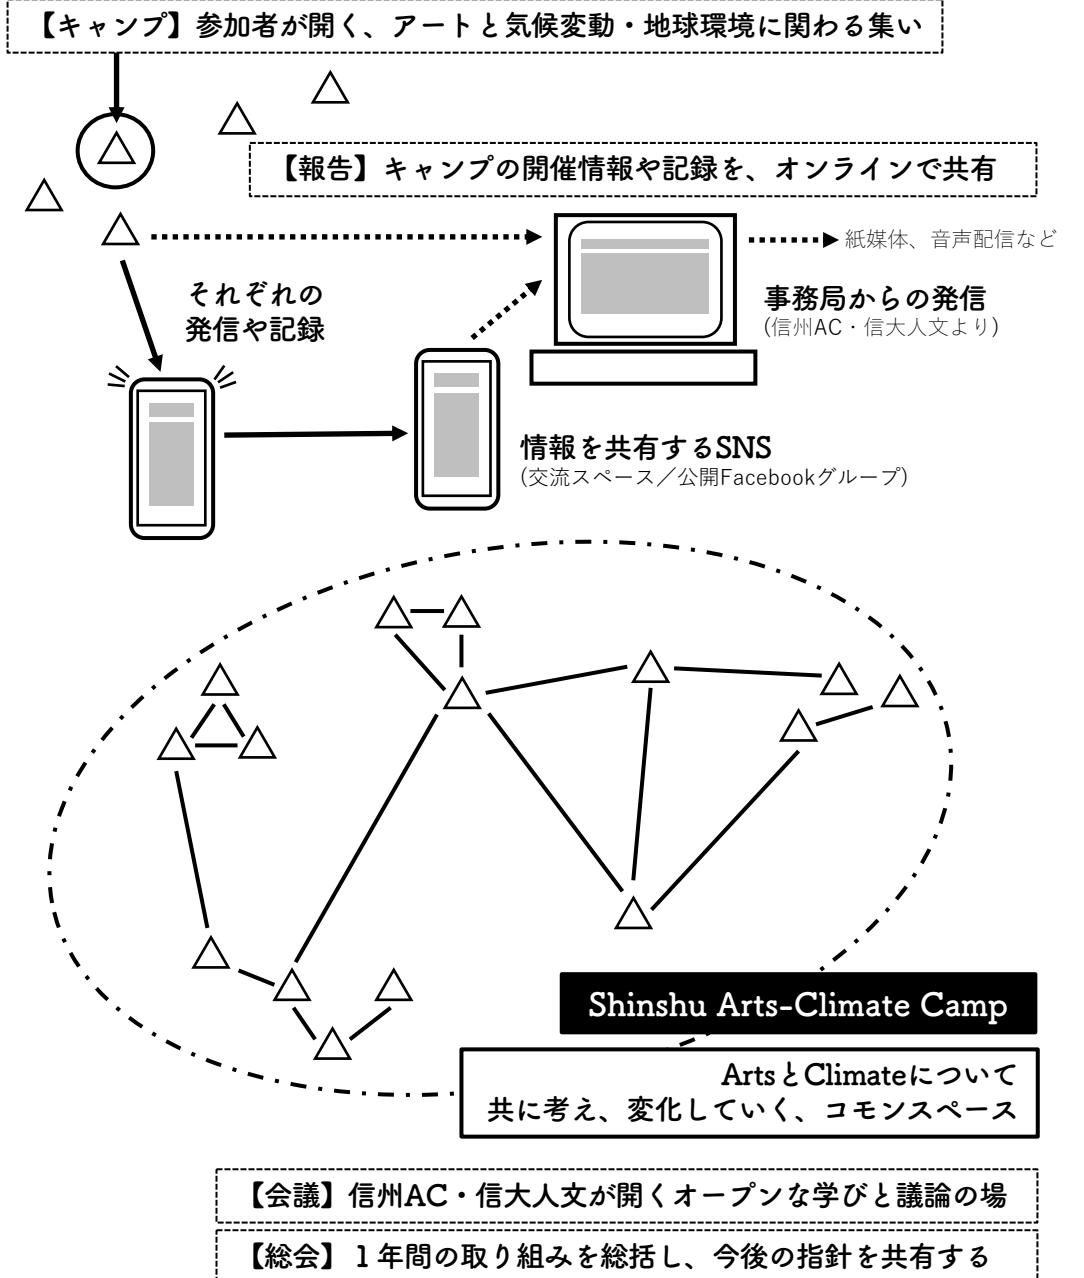 【キャンプ】参加者が開く、アートと気候変動・地球環境に関わる集い
【報告】キャンプの開催情報や記録を、オンラインで共有
紙媒体、音声配信など
それぞれの
発信や記録
事務局からの発信
(信州AC・信大人文より)
情報を共有するSNS
(交流スペース／公開Facebookグループ)
Shinshu Arts-Climate Camp
ArtsとClimateについて
共に考え、変化していく、コモンスペース
【会議】信州AC・信大人文が開くオープンな学びと議論の場
【総会】１年間の取り組みを総括し、今後の指針を共有する